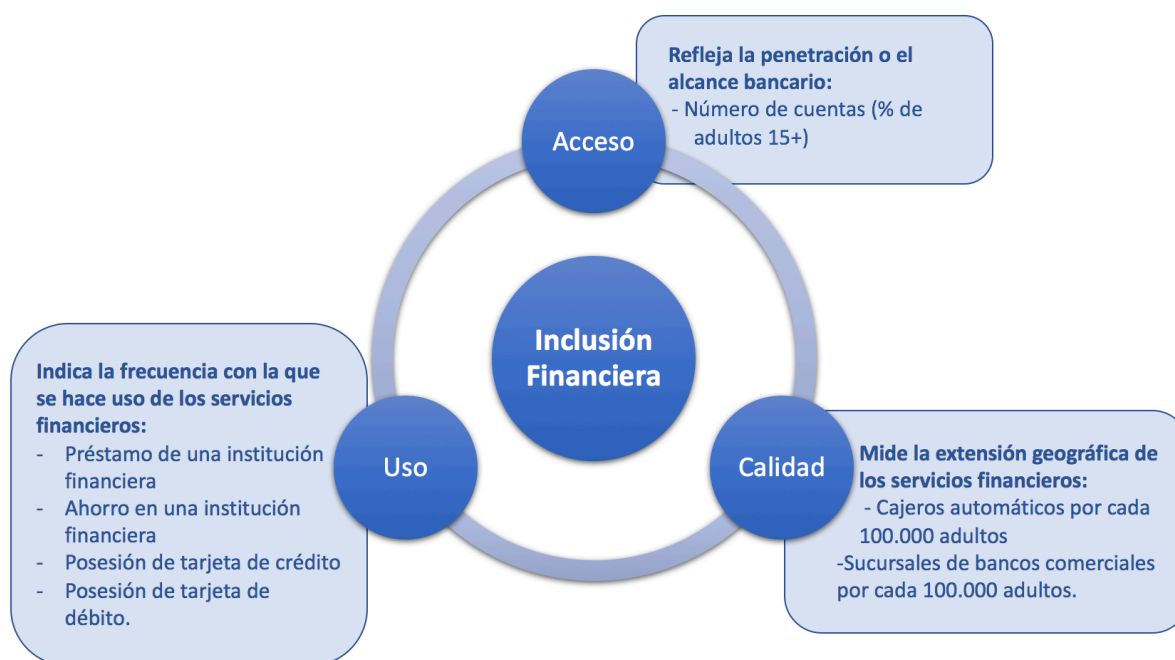 Refleja la penetración o el
alcance bancario:
- Número de cuentas (% de
adultos 15+)
Acceso
Inclusión
Financiera
Indica la frecuencia con la que
se hace uso de los servicios
financieros:
- Préstamo de una institución
financiera
- Ahorro en una institución
financiera
- Posesión de tarjeta de crédito
- Posesión de tarjeta de
débito.
Uso
Calidad
Mide la extensión geográfica de
los servicios financieros:
- Cajeros automáticos por cada
100.000 adultos
-Sucursales de bancos comerciales
por cada 100.000 adultos.